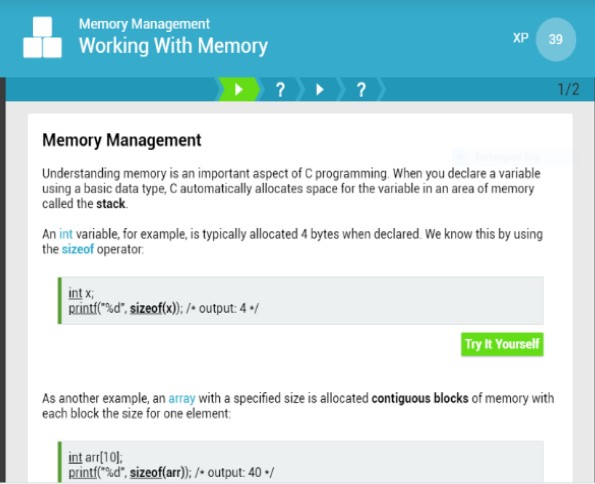 Memory Management
Working With Memory
XP 39
? ?
1/2
Memory Management
Understanding memory is an important aspect of C programming. When you declare a variable
using a basic data type, C automatically allocates space for the variable in an area of memory
called the stack.
An int variable, for example, is typically allocated 4 bytes when declared. We know this by using
the sizeof operator:
int x;
printf("%d", sizeof(x)); /* output: 4 */
Try It Yourself
As another example, an array with a specified size is allocated contiguous blocks of memory with
each block the size for one element:
int arr[10];
printf("%d", sizeof(arr)); /* output: 40 */